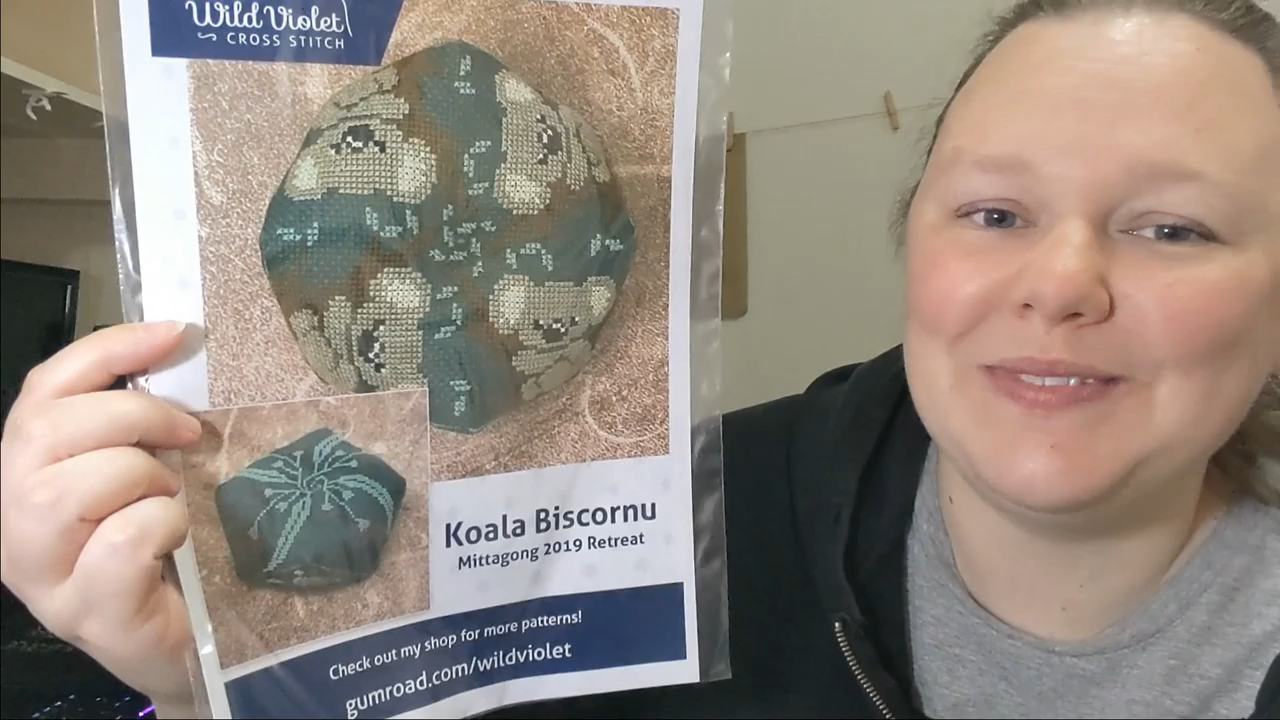 Wild Violet
CROSS STITCH
Koala Biscornu
Mittagong 2019 Retreat
Check out my shop for more patterns!
gumroad.com/wildviolet